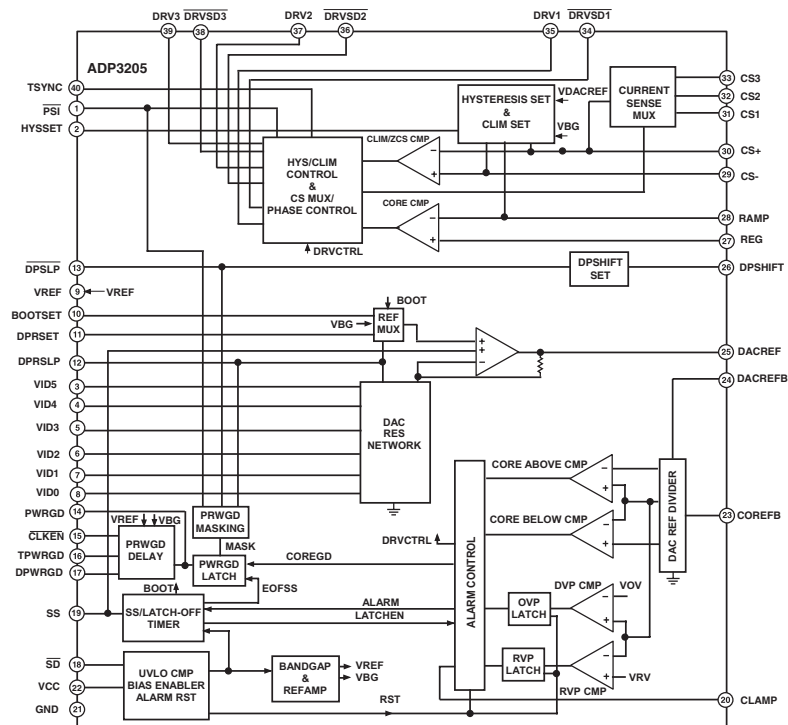 DRV3 DRVSD3 DRV2 DRVSD2 DRV1 DRVSD1
39 38 37 36 35 34
ADP3205
TSYNC 40
PSI 1
HYSSET 2
HYSTERESIS SET
& CLIM SET
VDACREF
VBG
CURRENT
SENSE
MUX
33 CS3
32 CS2
31 CS1
30 CS+
29 CS-
28 RAMP
27 REG
CLIM/ZCS CMP
HYS/CLIM
CONTROL
&
CS MUX/
PHASE CONTROL
CORE CMP
DRVCTRL
DPSLP 13
DPSHIFT
SET
26 DPSHIFT
VREF 9 VREF
BOOTSET 10
DPRSET 11
DPRSLP 12
BOOT
VBG
REF
MUX
25 DACREF
24 DACREFB
VID5 3
VID4 4
VID3 5
VID2 6
VID1 7
VID0 8
DAC
RES
NETWORK
PWRGD 14
CLKEN 15
TPWRGD 16
DPWRGD 17
VREF VBG
PRWGD
DELAY
PRWGD
MASKING
MASK
PWRGD
LATCH
COREGD
EOFSS
BOOT
DRVCTRL
ALARM CONTROL
CORE ABOVE CMP
CORE BELOW CMP
DAC REF DIVIDER
23 COREFB
SS 19
SS/LATCH-OFF
TIMER
ALARM
LATCHEN
OVP
LATCH
DVP CMP
VOV
RVP
LATCH
RVP CMP
VRV
SD 18
VCC 22
GND 21
UVLO CMP
BIAS ENABLER
ALARM RST
BANDGAP
&
REFAMP
VREF
VBG
RST
20 CLAMP